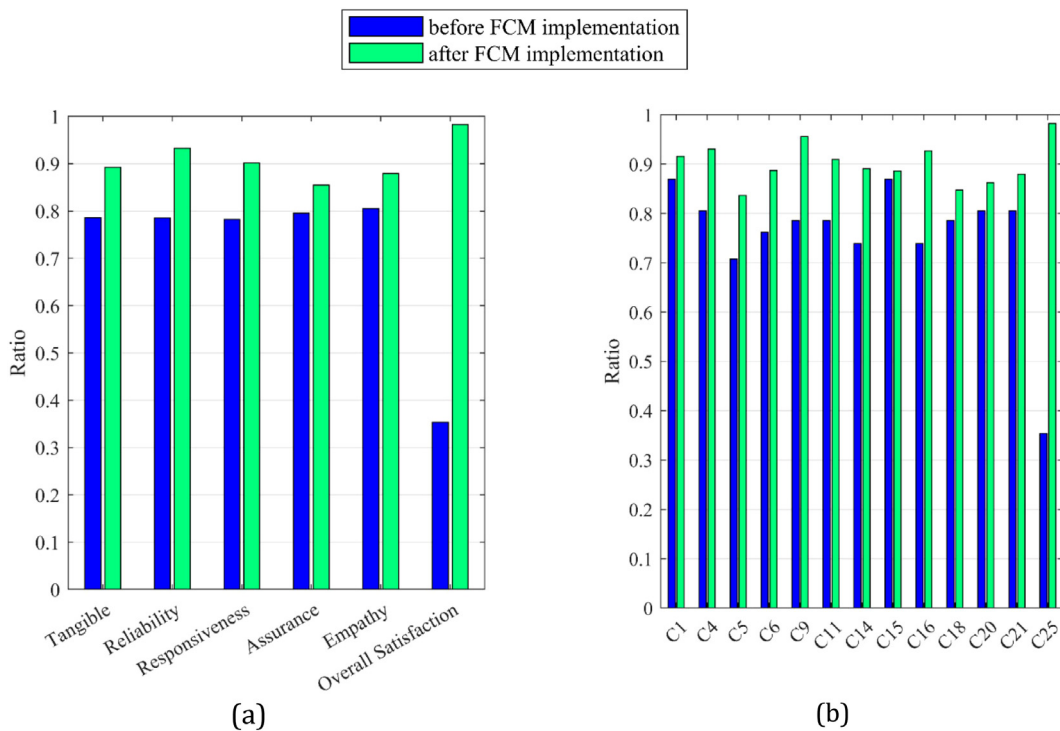 before FCM implementation
after FCM implementation
1
0.9
0.8
0.7
0.6
0.5
0.4
0.3
0.2
0.1
0
Ratio
Tangible
Reliability
Responsiveness
Assurance
Empathy
Overall Satisfaction
(a)
1
0.9
0.8
0.7
0.6
0.5
0.4
0.3
0.2
0.1
0
Ratio
C1
C4
C5
C6
C9
C11
C14
C15
C16
C18
C20
C21
C25
(b)